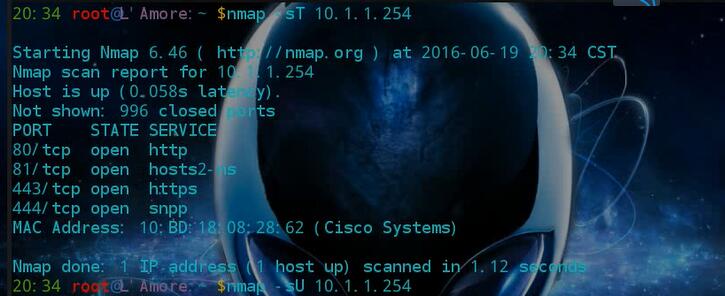 20:34 root@L'Amore:~ $nmap -sT 10.1.1.254
Starting Nmap 6.46 ( http://nmap.org ) at 2016-06-19 20:34 CST
Nmap scan report for 10.1.1.254
Host is up (0.058s latency).
Not shown: 996 closed ports
PORT    STATE SERVICE
80/tcp  open  http
81/tcp  open  hosts2-ns
443/tcp open  https
444/tcp open  snpp
MAC Address: 10:BD:18:08:28:62 (Cisco Systems)
Nmap done: 1 IP address (1 host up) scanned in 1.12 seconds
20:34 root@L'Amore:~ $nmap -sU 10.1.1.254